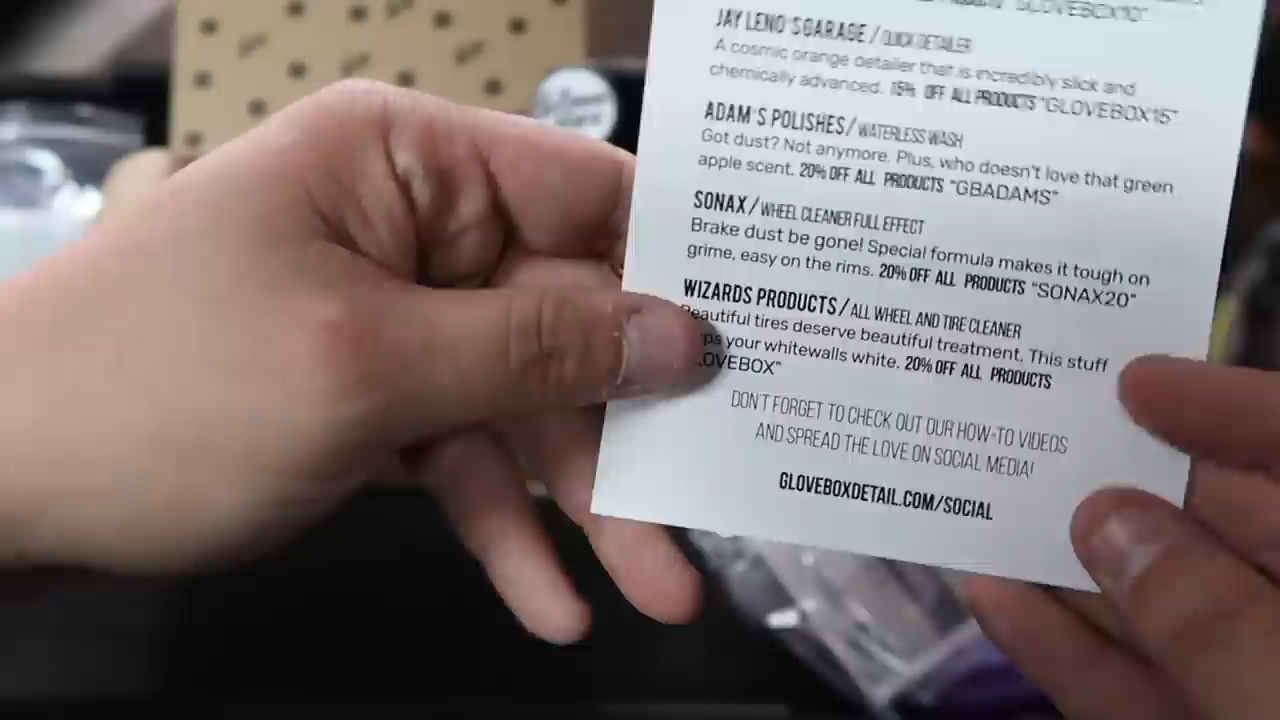 "GLOVEBOX10"
JAY LENO'SGARAGE / QUICK DETAILER
A cosmic orange detailer that is incredibly slick and
chemically advanced. 15% OFF ALL PRODUCTS "GLOVEBOX15"
ADAM'S POLISHES / WATERLESS WASH
Got dust? Not anymore. Plus, who doesn't love that green
apple scent. 20% OFF ALL PRODUCTS "GBADAMS"
SONAX / WHEEL CLEANER FULL EFFECT
Brake dust be gone! Special formula makes it tough on
grime, easy on the rims. 20% OFF ALL PRODUCTS "SONAX20"
WIZARDS PRODUCTS / ALL WHEEL AND TIRE CLEANER
Beautiful tires deserve beautiful treatment. This stuff
your whitewalls white. 20% OFF ALL PRODUCTS
LOVEBOX"
DON'T FORGET TO CHECK OUT OUR HOW-TO VIDEOS
AND SPREAD THE LOVE ON SOCIAL MEDIA!
GLOVEBOXDETAIL.COM/SOCIAL